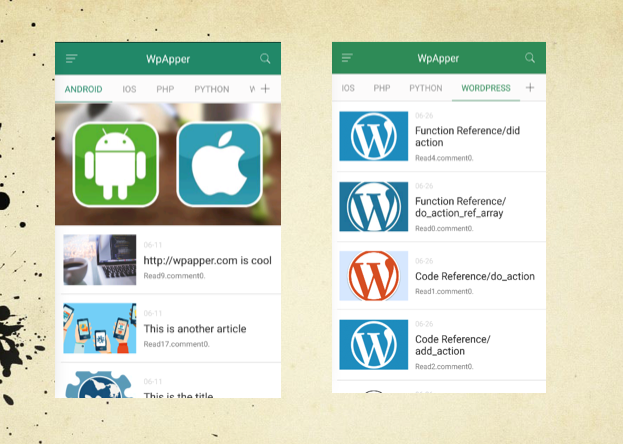 WpApper
ANDROID IOS PHP PYTHON W +
06-11
http://wpapper.com is cool
Read9.comment0.
06-11
This is another article
Read17.comment0.
06-11
This is the title
WpApper
IOS PHP PYTHON WORDPRESS +
06-26
Function Reference/did
action
Read4.comment0.
06-26
Function Reference/
do_action_ref_array
Read0.comment0.
06-26
Code Reference/do_action
Read1.comment0.
06-26
Code Reference/
add_action
Read2.comment0.
06-26